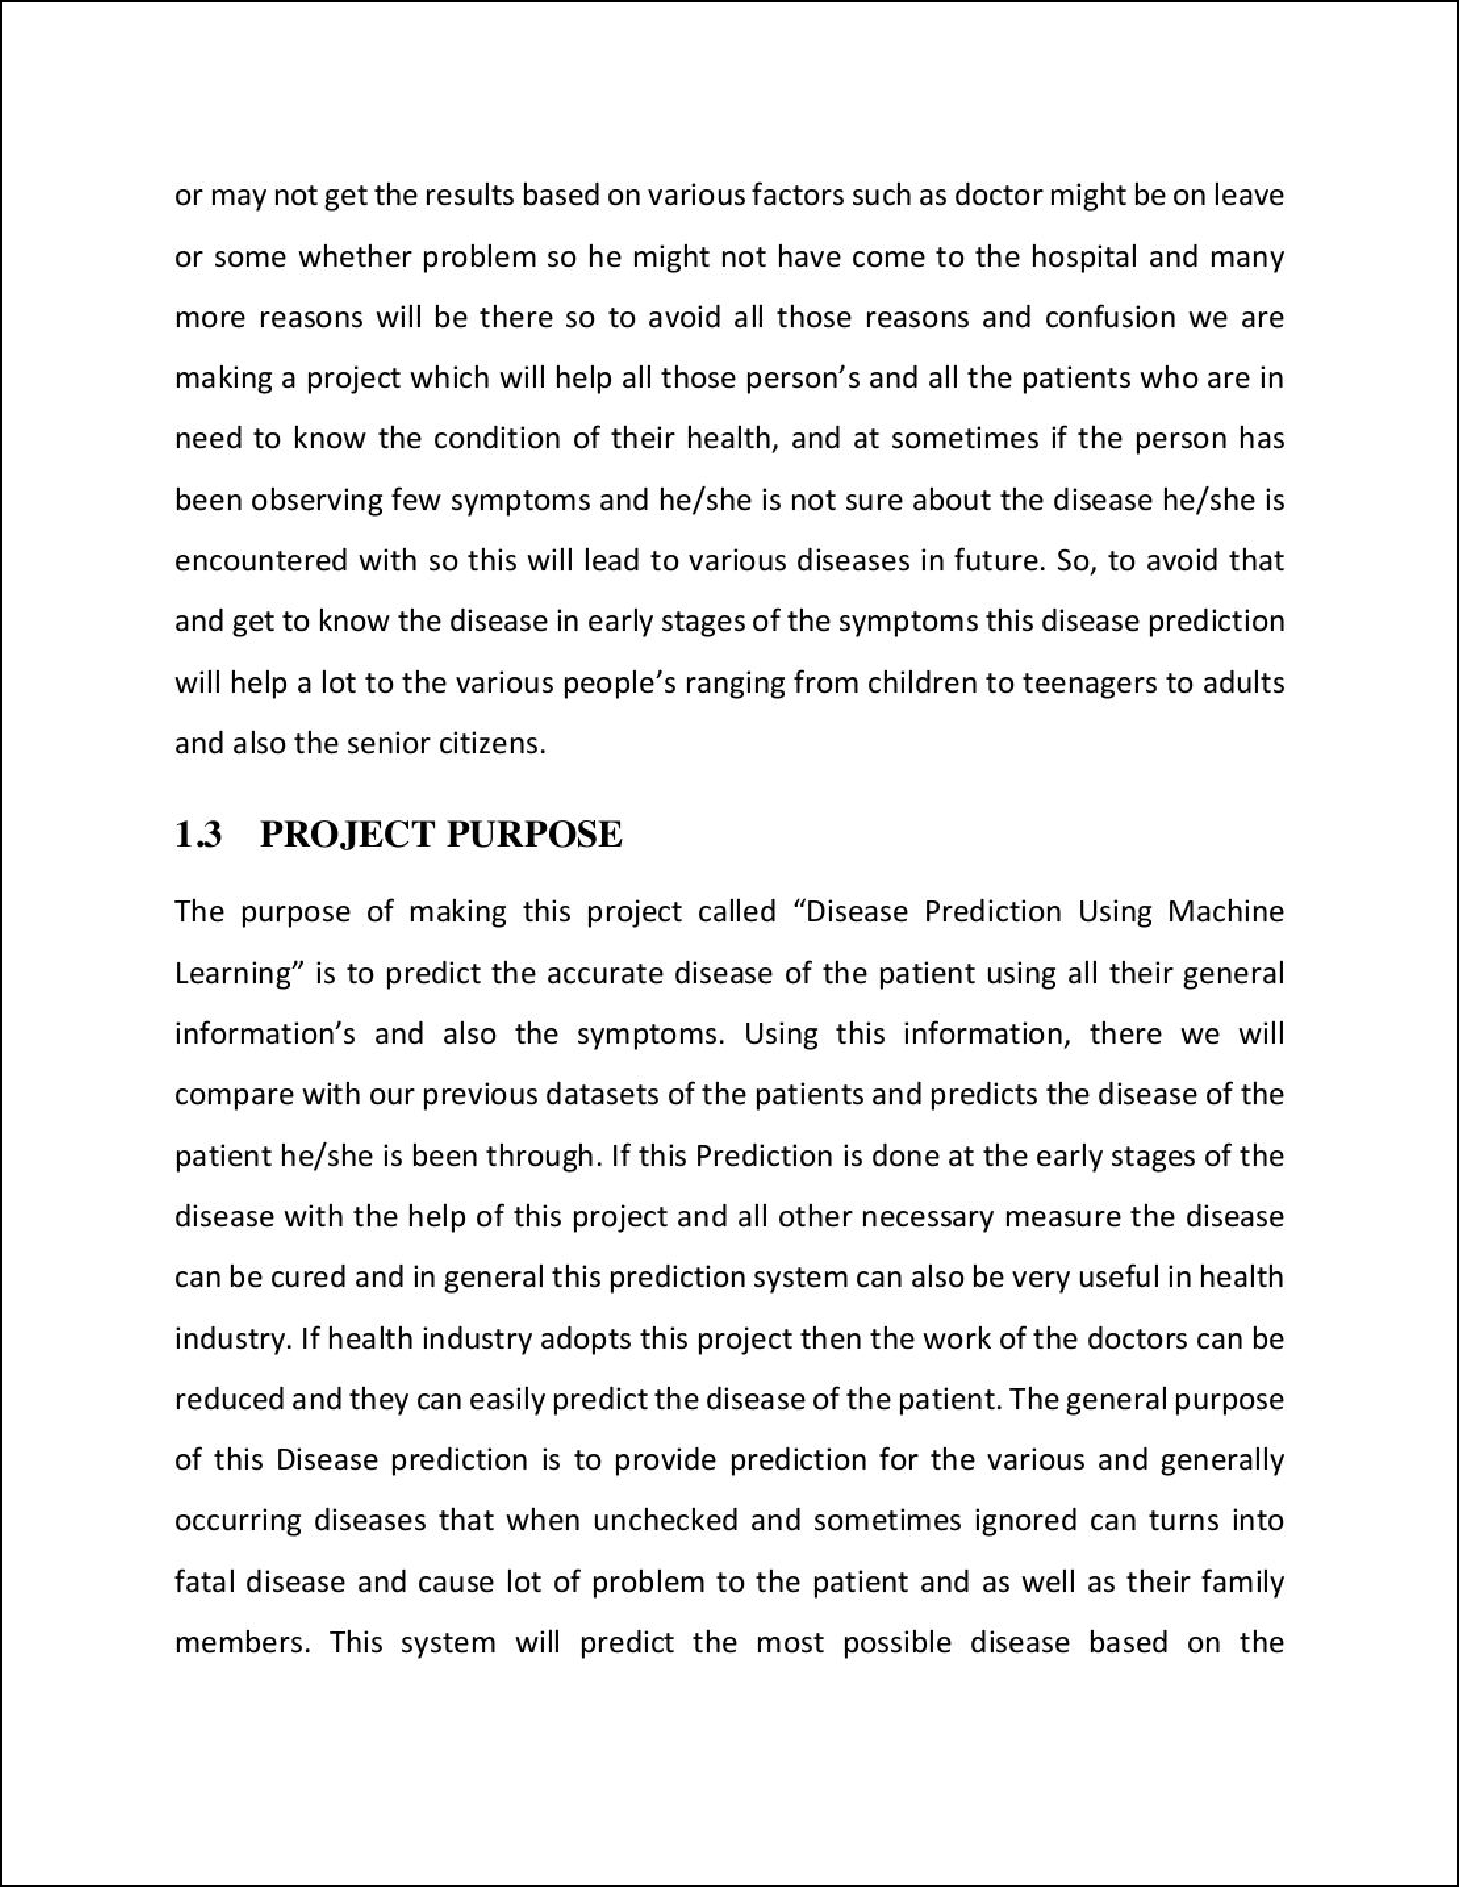 or may not get the results based on various factors such as doctor might be on leave
or some whether problem so he might not have come to the hospital and many
more reasons will be there so to avoid all those reasons and confusion we are
making a project which will help all those person’s and all the patients who are in
need to know the condition of their health, and at sometimes if the person has
been observing few symptoms and he/she is not sure about the disease he/she is
encountered with so this will lead to various diseases in future. So, to avoid that
and get to know the disease in early stages of the symptoms this disease prediction
will help a lot to the various people’s ranging from children to teenagers to adults
and also the senior citizens.
1.3 PROJECT PURPOSE
The purpose of making this project called “Disease Prediction Using Machine
Learning” is to predict the accurate disease of the patient using all their general
information’s and also the symptoms. Using this information, there we will
compare with our previous datasets of the patients and predicts the disease of the
patient he/she is been through. If this Prediction is done at the early stages of the
disease with the help of this project and all other necessary measure the disease
can be cured and in general this prediction system can also be very useful in health
industry. If health industry adopts this project then the work of the doctors can be
reduced and they can easily predict the disease of the patient. The general purpose
of this Disease prediction is to provide prediction for the various and generally
occurring diseases that when unchecked and sometimes ignored can turns into
fatal disease and cause lot of problem to the patient and as well as their family
members. This system will predict the most possible disease based on the